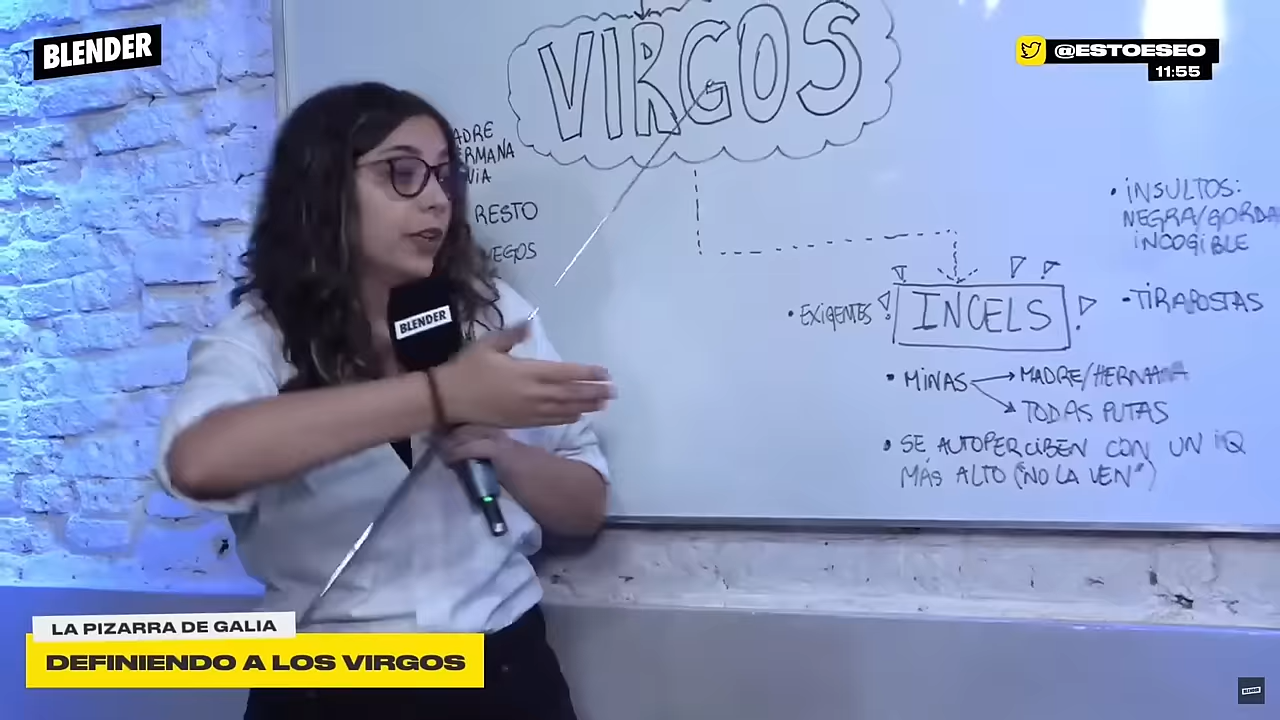 BLENDER
@ESTOESEO
11:55
VIRGOS
ADRE
ERMANA
VIA
RESTO
• INSULTOS:
NEGRA/GORDA
INCOGIBLE
• TIRAPOSTAS
• EXIGENTES
INCELS
• MINAS → MADRE/HERMANA
→ TODAS PUTAS
• SE AUTOPERCIBEN CON UN IQ
MÁS ALTO ("NO LA VEN")
BLENDER
LA PIZARRA DE GALIA
DEFINIENDO A LOS VIRGOS
BLENDER